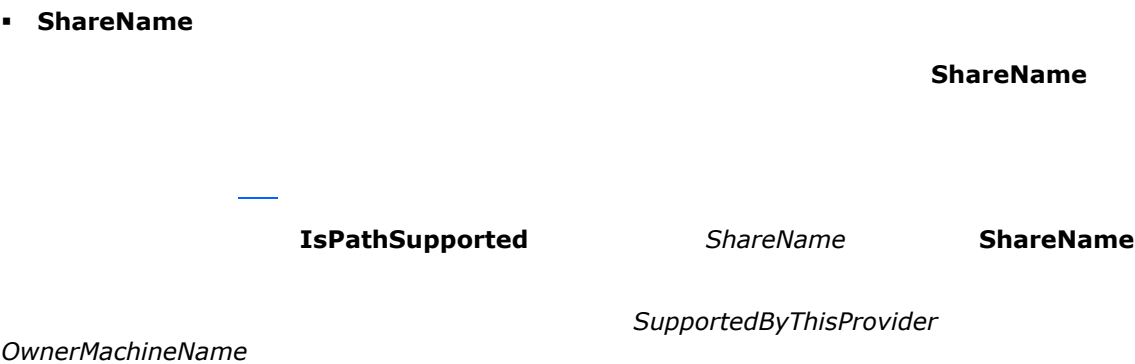 ▪ ShareName
ShareName
IsPathSupported ShareName ShareName
SupportedByThisProvider
OwnerMachineName